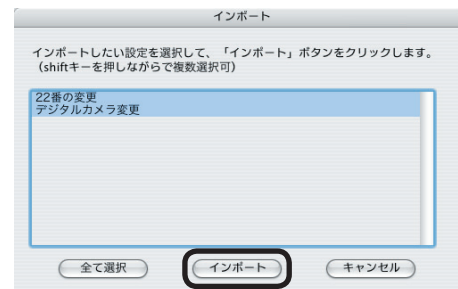 インポート
インポートしたい設定を選択して、「インポート」ボタンをクリックします。
(shiftキーを押しながらで複数選択可)
22番の変更
デジタルカメラ変更
全て選択
インポート
キャンセル